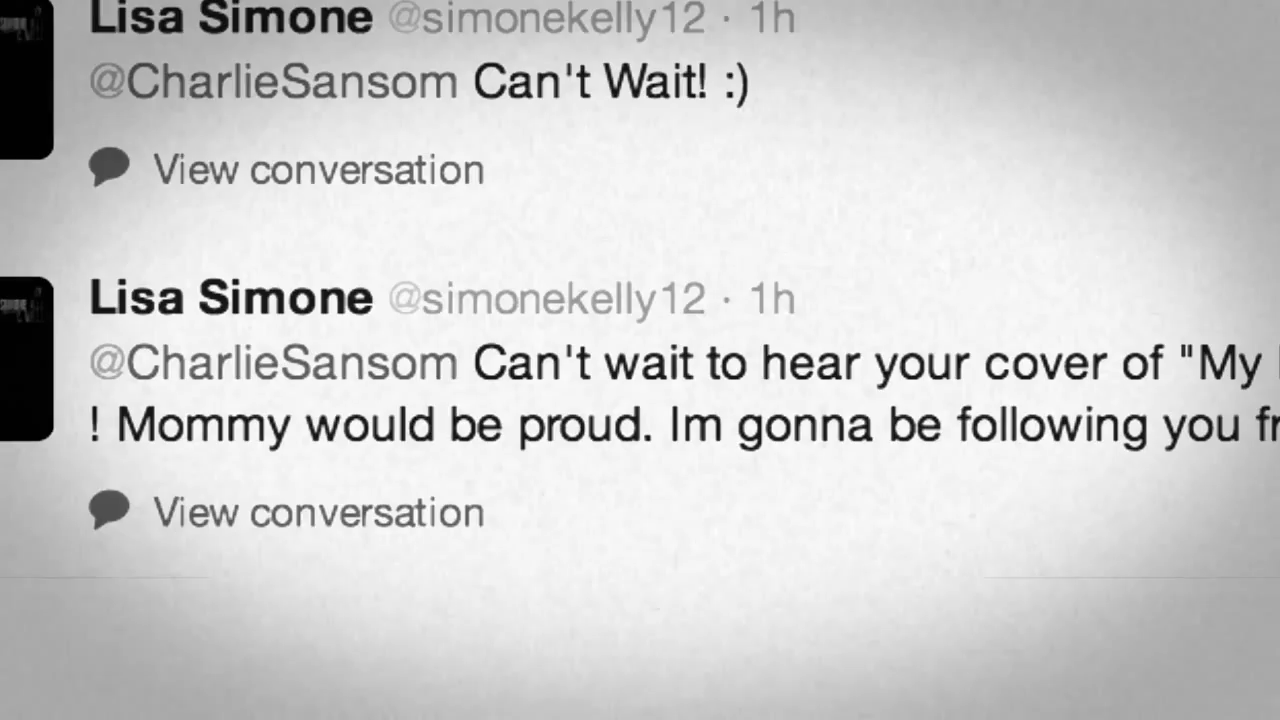 Lisa Simone @simonekelly12 · 1h
@CharlieSansom Can't Wait! :)
View conversation
Lisa Simone @simonekelly12 · 1h
@CharlieSansom Can't wait to hear your cover of "My
! Mommy would be proud. Im gonna be following you
View conversation